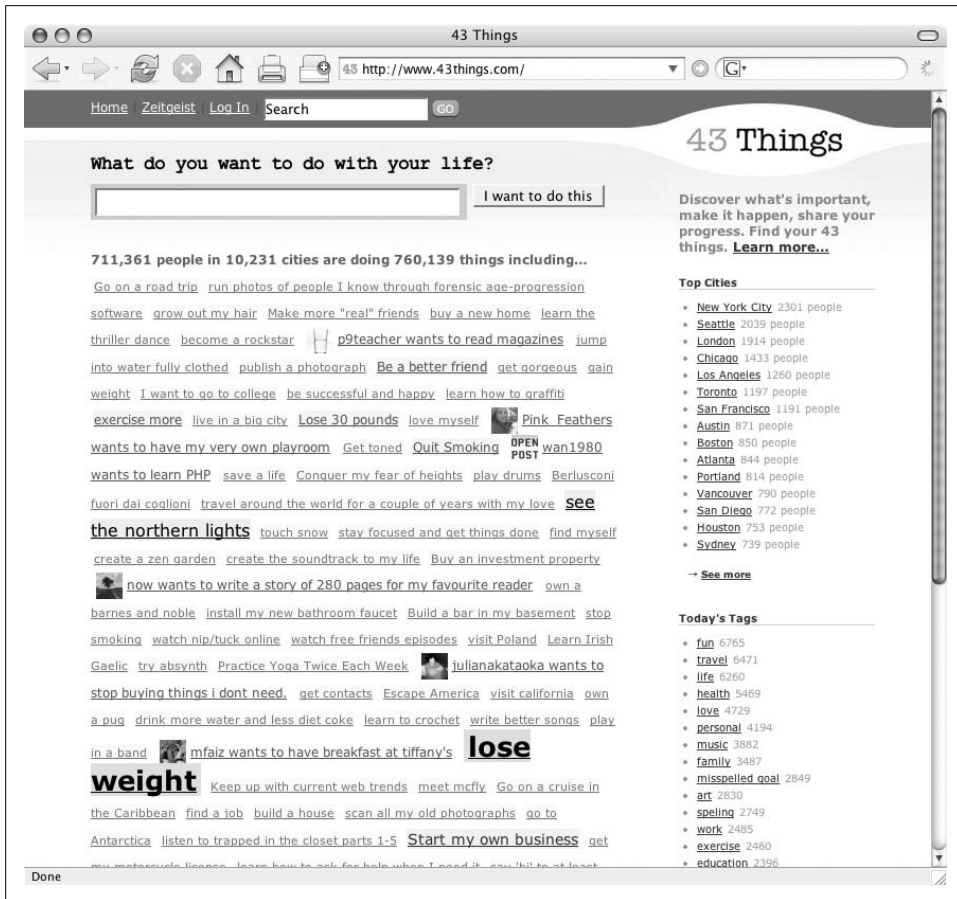 43 Things
43 http://www.43things.com/
G
Home | Zeitgeist | Log In | Search GO
43 Things
What do you want to do with your life?
I want to do this
Discover what's important,
make it happen, share your
progress. Find your 43
things. Learn more...
711,361 people in 10,231 cities are doing 760,139 things including...
Go on a road trip run photos of people I know through forensic age-progression
software grow out my hair Make more "real" friends buy a new home learn the
thriller dance become a rockstar p9teacher wants to read magazines jump
into water fully clothed publish a photograph Be a better friend get gorgeous gain
weight I want to go to college be successful and happy learn how to graffiti
exercise more live in a big city Lose 30 pounds love myself Pink_Feathers
wants to have my very own playroom Get toned Quit Smoking OPEN POST wan1980
wants to learn PHP save a life Conquer my fear of heights play drums Berlusconi
fuori dai coglioni travel around the world for a couple of years with my love see
the northern lights touch snow stay focused and get things done find myself
create a zen garden create the soundtrack to my life Buy an investment property
now wants to write a story of 280 pages for my favourite reader own a
barnes and noble install my new bathroom faucet Build a bar in my basement stop
smoking watch nip/tuck online watch free friends episodes visit Poland Learn Irish
Gaelic try absynth Practice Yoga Twice Each Week julianakataoka wants to
stop buying things i dont need. get contacts Escape America visit california own
a pug drink more water and less diet coke learn to crochet write better songs play
in a band mfaiz wants to have breakfast at tiffany's lose
weight Keep up with current web trends meet mcfly Go on a cruise in
the Caribbean find a job build a house scan all my old photographs go to
Antarctica listen to trapped in the closet parts 1-5 Start my own business get
my motorcycle licence learn how to ask for help when I need it say 'hi' to at least
Top Cities
New York City 2301 people
Seattle 2039 people
London 1914 people
Chicago 1433 people
Los Angeles 1260 people
Toronto 1197 people
San Francisco 1191 people
Austin 871 people
Boston 850 people
Atlanta 844 people
Portland 814 people
Vancouver 790 people
San Diego 772 people
Houston 753 people
Sydney 739 people
→ See more
Today's Tags
fun 6765
travel 6471
life 6260
health 5469
love 4729
personal 4194
music 3882
family 3487
misspelled goal 2849
art 2830
speling 2749
work 2485
exercise 2460
education 2396
Done